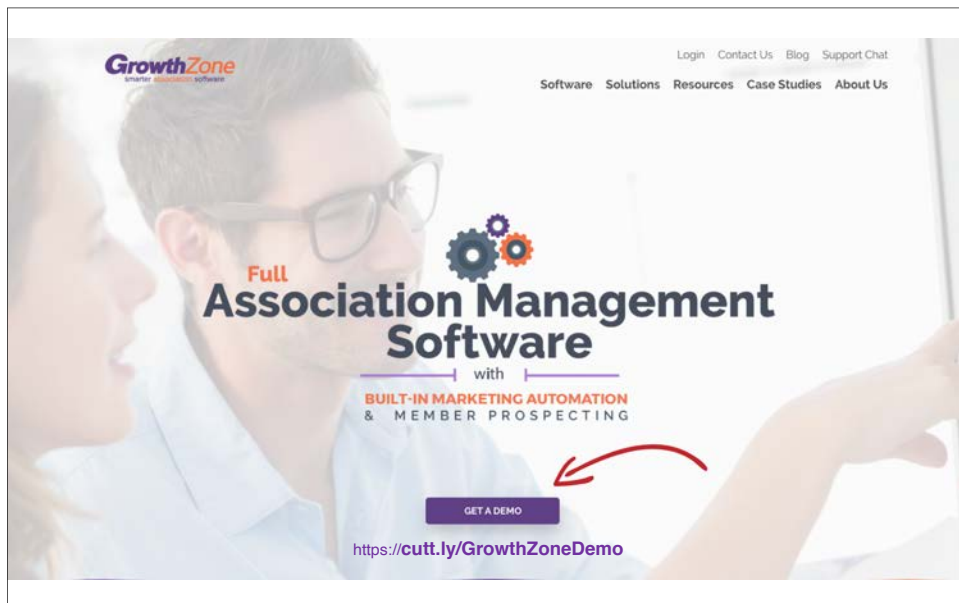 GrowthZone
smarter association software
Login Contact Us Blog Support Chat
Software Solutions Resources Case Studies About Us
Full
Association Management
Software
with
BUILT-IN MARKETING AUTOMATION
& MEMBER PROSPECTING
GET A DEMO
https://cutt.ly/GrowthZoneDemo